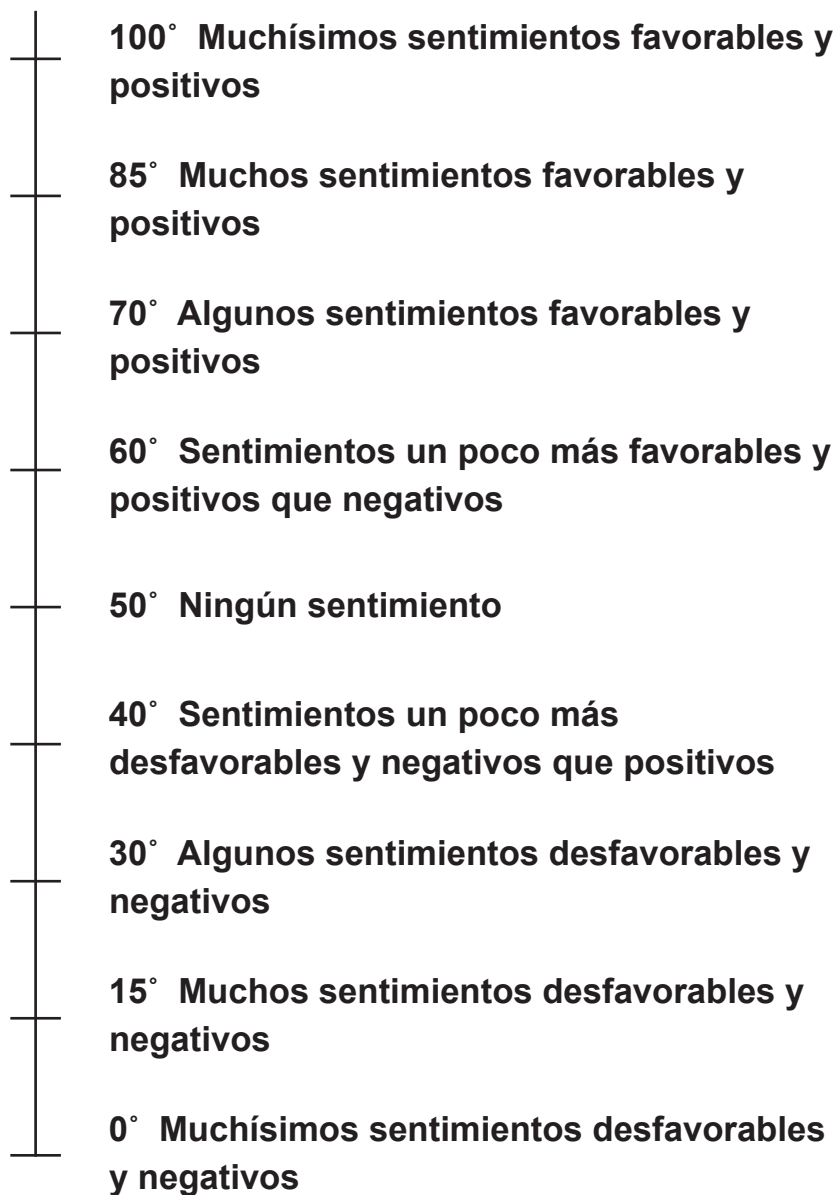 100˚ Muchísimos sentimientos favorables y
positivos
85˚ Muchos sentimientos favorables y
positivos
70˚ Algunos sentimientos favorables y
positivos
60˚ Sentimientos un poco más favorables y
positivos que negativos
50˚ Ningún sentimiento
40˚ Sentimientos un poco más
desfavorables y negativos que positivos
30˚ Algunos sentimientos desfavorables y
negativos
15˚ Muchos sentimientos desfavorables y
negativos
0˚ Muchísimos sentimientos desfavorables
y negativos